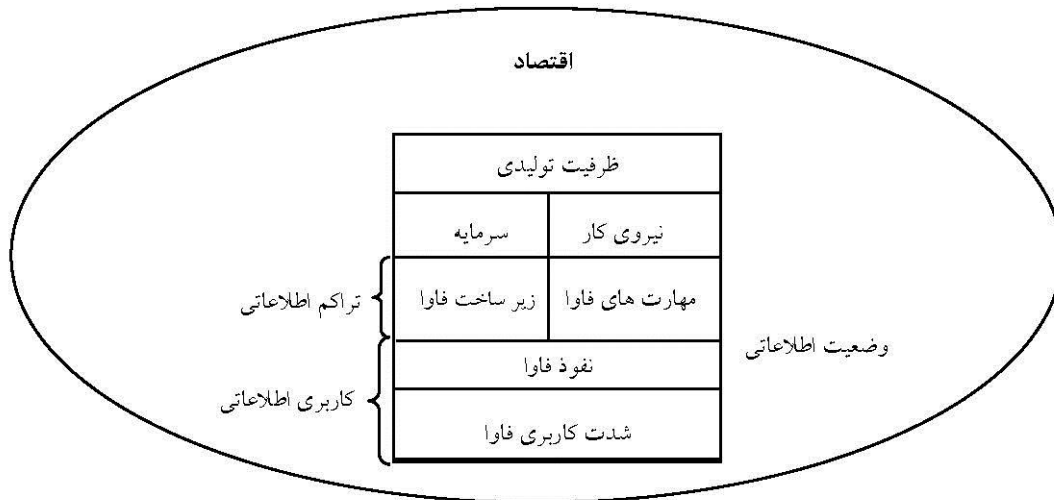 اقتصاد
ظرفیت تولیدی
نیروی کار
سرمایه
مهارت های فاوا
زیر ساخت فاوا
تراکم اطلاعاتی
وضعیت اطلاعاتی
نفوذ فاوا
کاربری اطلاعاتی
شدت کاربری فاوا